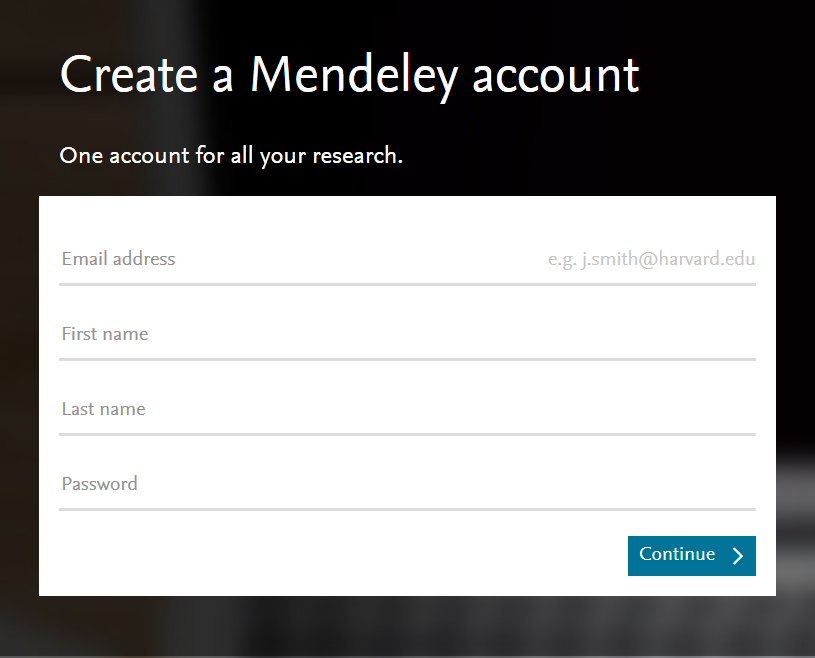 Create a Mendeley account
One account for all your research.
Email address e.g. j.smith@harvard.edu
First name
Last name
Password
Continue